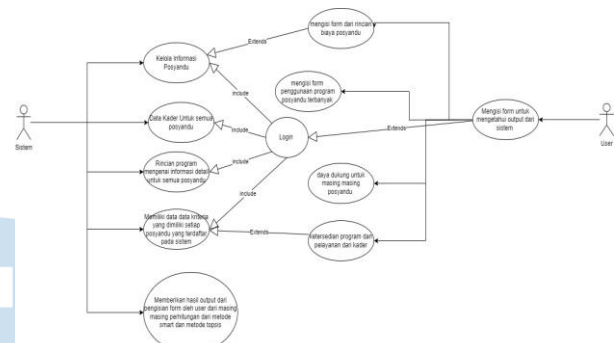 mengisi form dan rincian
biaya posyandu
Extends
Kelola Informasi
Posyandu
mengisi form
penggunaan program
posyandu terbanyak
include
Data Kader Untuk semua
posyandu
include
Login
Extends
Mengisi form untuk
mengetahui output dari
sistem
Sistem
User
Rincian program
mengenai informasi detail
untuk semua posyandu
include
include
daya dukung untuk
masing masing
posyandu
Memiliki data data kriteria
yang dimiliki setiap
posyandu yang terdaftar
pada sistem
Extends
ketersedian program dan
pelayanan dari kader
Memberikan hasil output dari
pengisian form oleh user dari masing
masing perhitungan dari metode
smart dan metode topsis